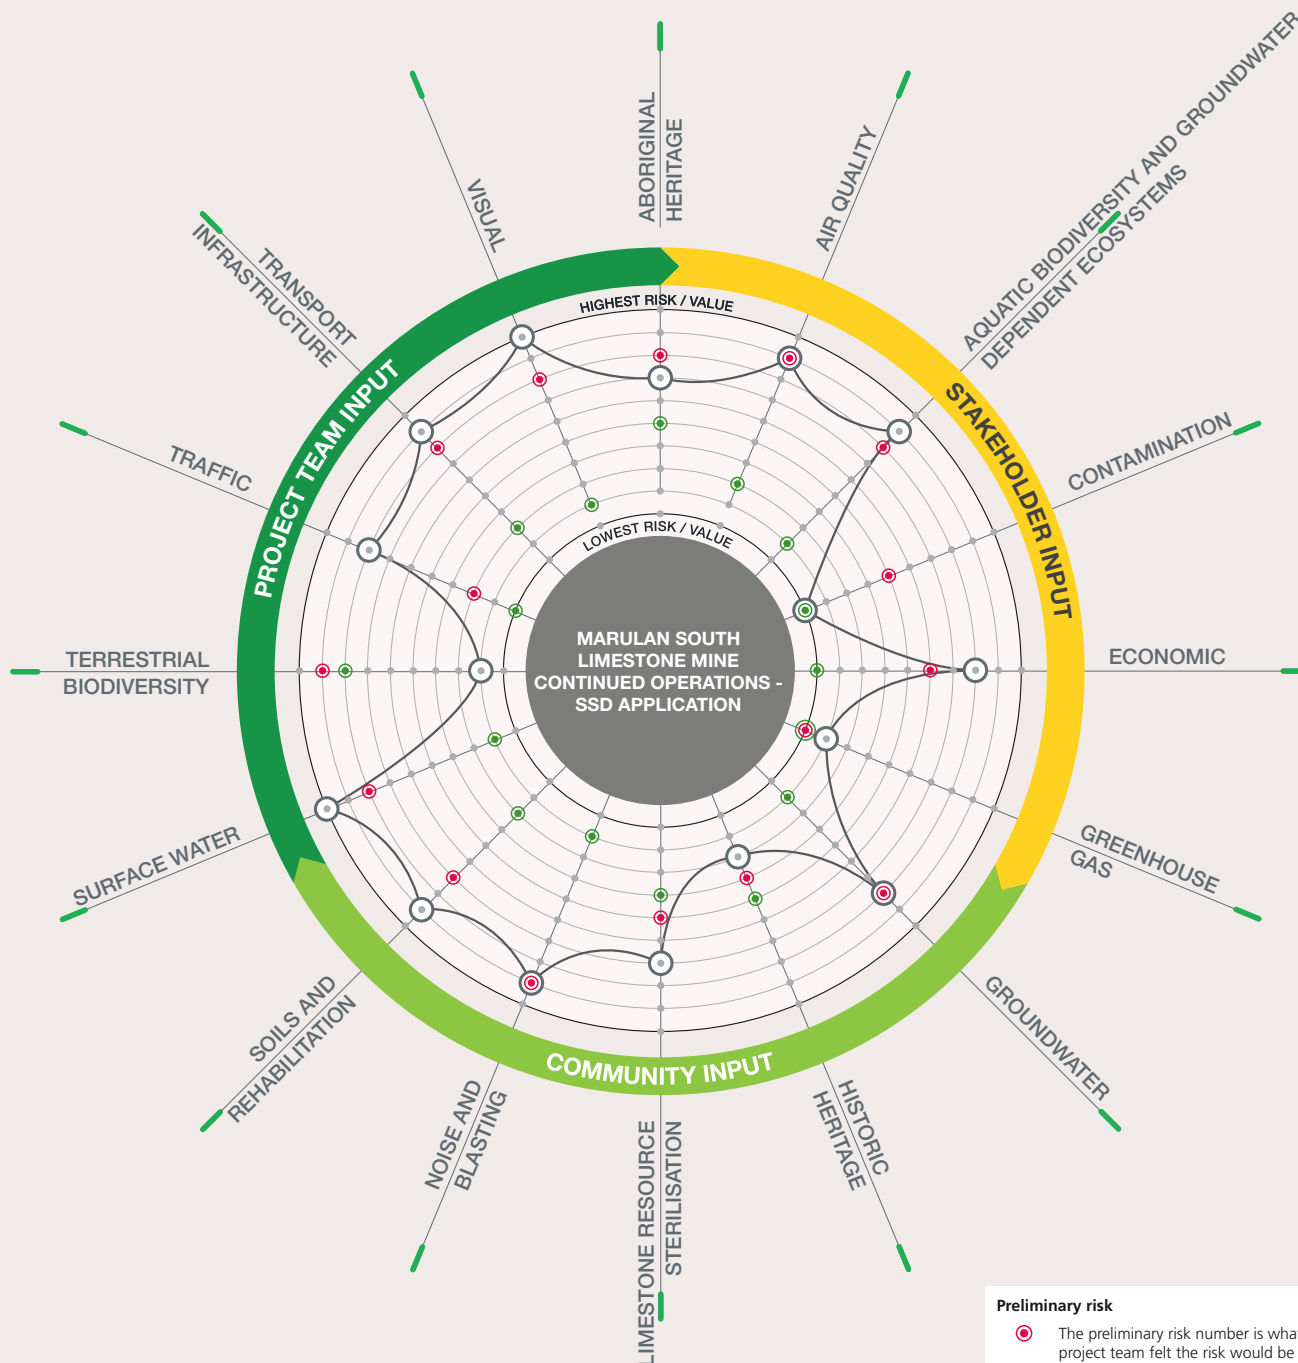 ABORIGINAL
HERITAGE
AIR QUALITY
AQUATIC BIODIVERSITY AND GROUNDWATER
DEPENDENT ECOSYSTEMS
CONTAMINATION
ECONOMIC
GREENHOUSE
GAS
GROUNDWATER
HISTORIC
HERITAGE
LIMESTONE RESOURCE
STERILISATION
NOISE AND
BLASTING
SOILS AND
REHABILITATION
SURFACE WATER
TERRESTRIAL
BIODIVERSITY
TRAFFIC
TRANSPORT
INFRASTRUCTURE
VISUAL
PROJECT TEAM INPUT
STAKEHOLDER INPUT
COMMUNITY INPUT
HIGHEST RISK / VALUE
LOWEST RISK / VALUE
MARULAN SOUTH
LIMESTONE MINE
CONTINUED OPERATIONS -
SSD APPLICATION
Preliminary risk
The preliminary risk number is what
project team felt the risk would be